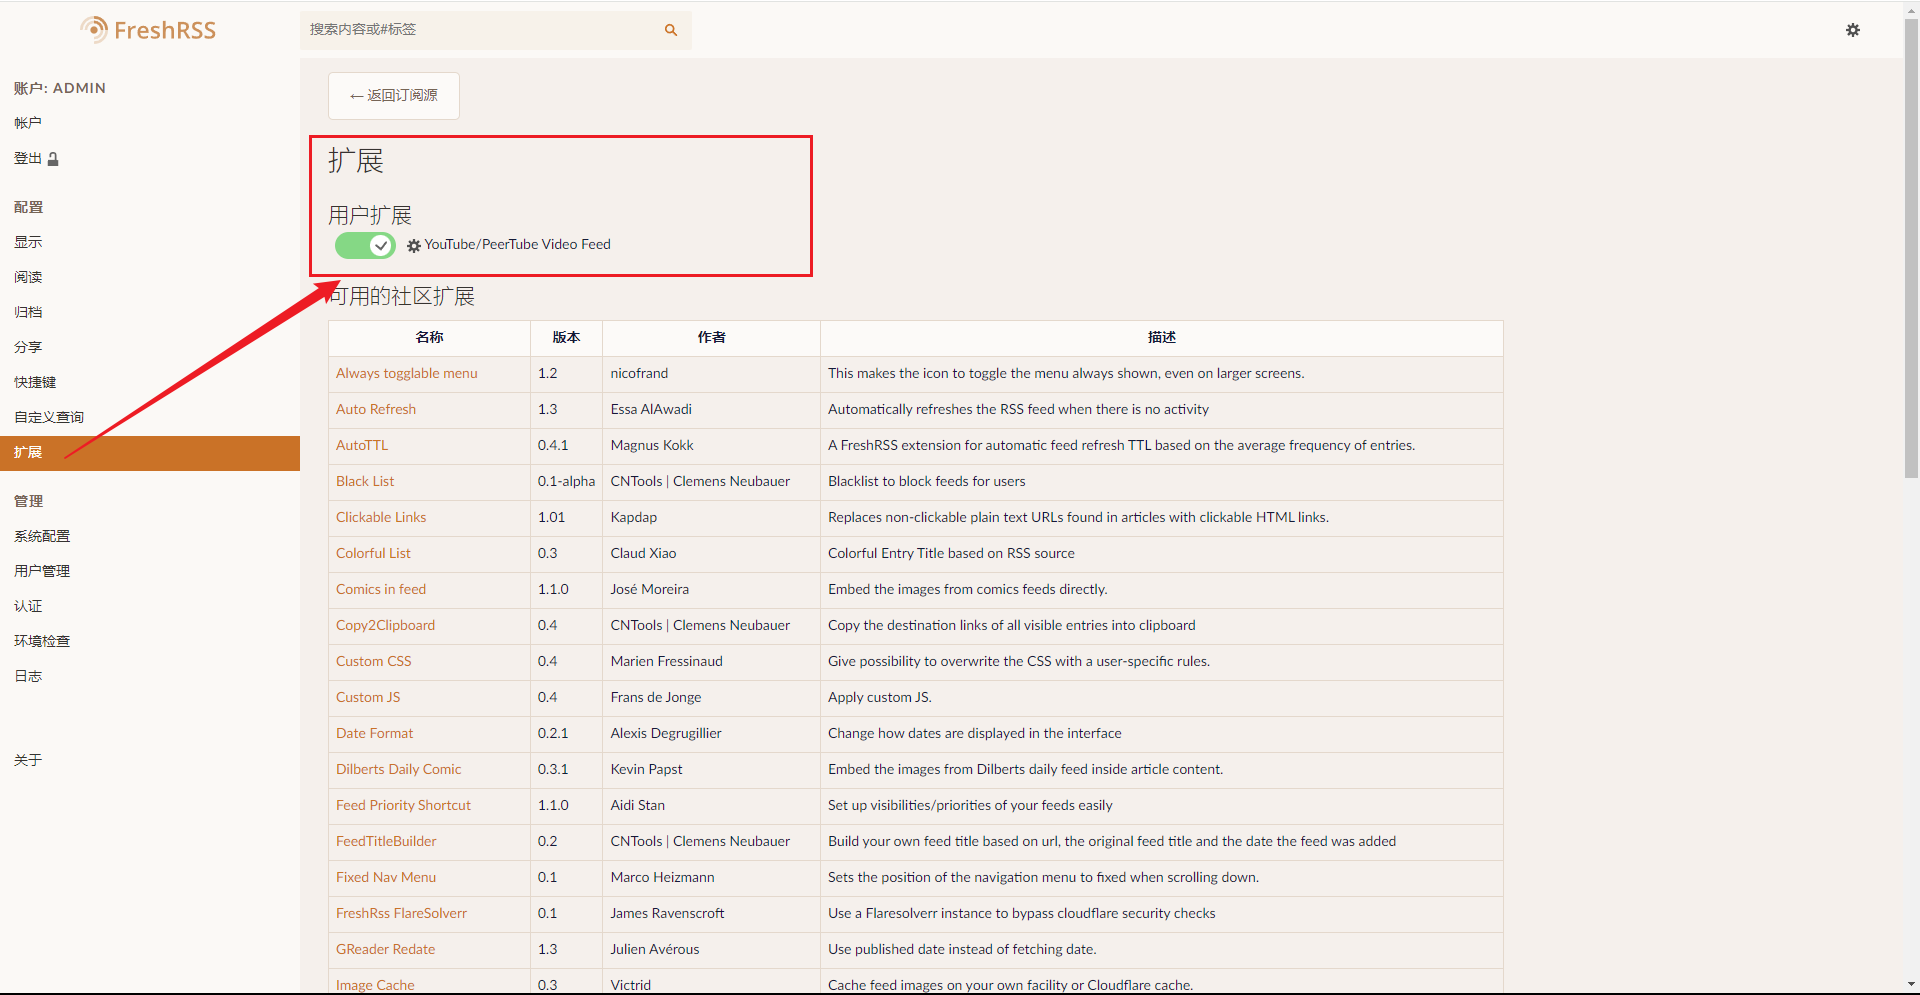 FreshRSS
搜索内容或#标签
账户: ADMIN
帐户
登出
配置
显示
阅读
归档
分享
快捷键
自定义查询
扩展
管理
系统配置
用户管理
认证
环境检查
日志
关于
←返回订阅源
扩展
用户扩展
YouTube/PeerTube Video Feed
可用的社区扩展
名称 版本 作者 描述
Always togglable menu 1.2 nicofrand This makes the icon to toggle the menu always shown, even on larger screens.
Auto Refresh 1.3 Essa AlAwadi Automatically refreshes the RSS feed when there is no activity
AutoTTL 0.4.1 Magnus Kokk A FreshRSS extension for automatic feed refresh TTL based on the average frequency of entries.
Black List 0.1-alpha CNTools | Clemens Neubauer Blacklist to block feeds for users
Clickable Links 1.01 Kapdap Replaces non-clickable plain text URLs found in articles with clickable HTML links.
Colorful List 0.3 Claud Xiao Colorful Entry Title based on RSS source
Comics in feed 1.1.0 José Moreira Embed the images from comics feeds directly.
Copy2Clipboard 0.4 CNTools | Clemens Neubauer Copy the destination links of all visible entries into clipboard
Custom CSS 0.4 Marien Fressinaud Give possibility to overwrite the CSS with a user-specific rules.
Custom JS 0.4 Frans de Jonge Apply custom JS.
Date Format 0.2.1 Alexis Degrugillier Change how dates are displayed in the interface
Dilberts Daily Comic 0.3.1 Kevin Papst Embed the images from Dilberts daily feed inside article content.
Feed Priority Shortcut 1.1.0 Aidi Stan Set up visibilities/priorities of your feeds easily
FeedTitleBuilder 0.2 CNTools | Clemens Neubauer Build your own feed title based on url, the original feed title and the date the feed was added
Fixed Nav Menu 0.1 Marco Heizmann Sets the position of the navigation menu to fixed when scrolling down.
FreshRss FlareSolverr 0.1 James Ravenscroft Use a Flaresolverr instance to bypass cloudflare security checks
GReader Redate 1.3 Julien Avérous Use published date instead of fetching date.
Image Cache 0.3 Victrid Cache feed images on your own facility or Cloudflare cache.